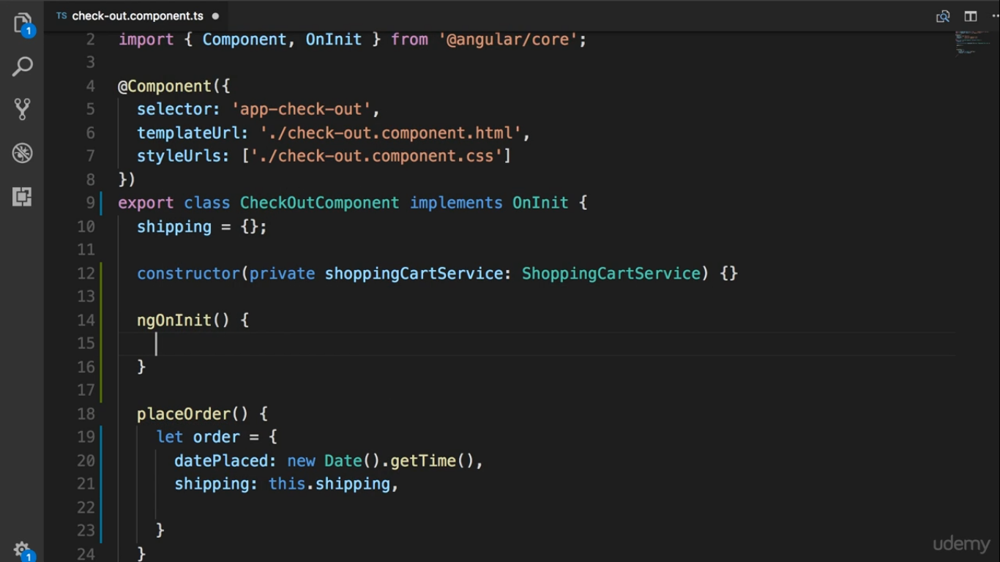 TS check-out.component.ts
2 import { Component, OnInit } from '@angular/core';
3
4 @Component({
5 selector: 'app-check-out',
6 templateUrl: './check-out.component.html',
7 styleUrls: ['./check-out.component.css']
8 })
9 export class CheckOutComponent implements OnInit {
10 shipping = {};
11
12 constructor(private shoppingCartService: ShoppingCartService) {}
13
14 ngOnInit() {
15
16 }
17
18 placeOrder() {
19 let order = {
20 datePlaced: new Date().getTime(),
21 shipping: this.shipping,
22
23 }
24 }
1
1
udemy